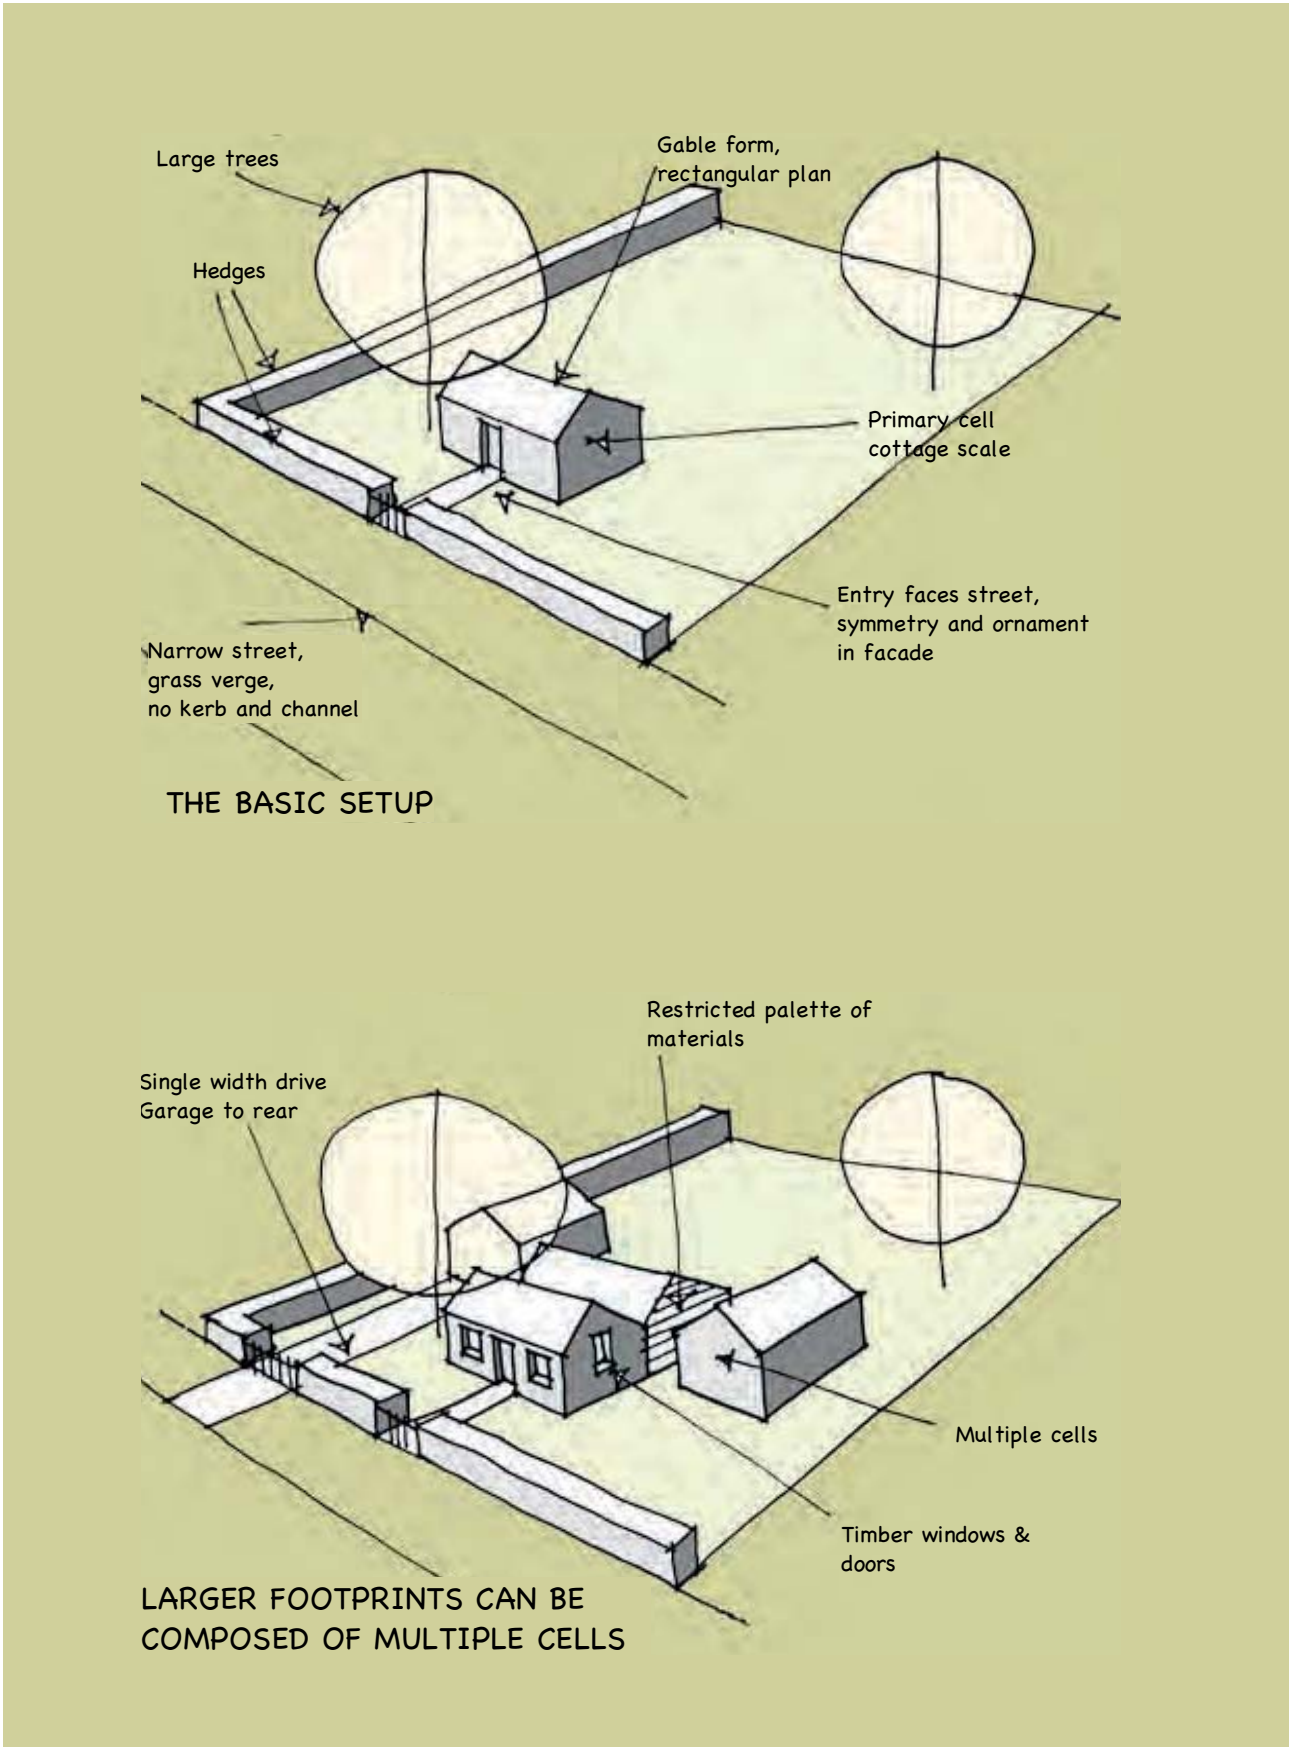 Large trees
Gable form,
rectangular plan
Hedges
Primary cell
cottage scale
Entry faces street,
symmetry and ornament
in facade
Narrow street,
grass verge,
no kerb and channel
THE BASIC SETUP
Restricted palette of
materials
Single width drive
Garage to rear
Multiple cells
Timber windows &
doors
LARGER FOOTPRINTS CAN BE
COMPOSED OF MULTIPLE CELLS